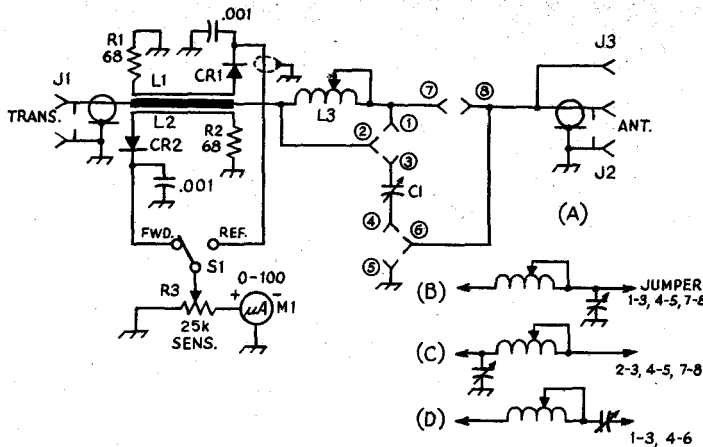 .001
R1
68
J1
L1
CR1
J3
L3
TRANS.
L2
R2
68
CR2
.001
⑦
⑧
①
②
③
C1
④
⑥
⑤
ANT.
J2
(A)
FWD.
REF.
S1
0-100
R3
+
µA
-
M1
25k
SENS.
(B)
JUMPER
1-3, 4-5, 7-8
(C)
2-3, 4-5, 7-8
(D)
1-3, 4-6